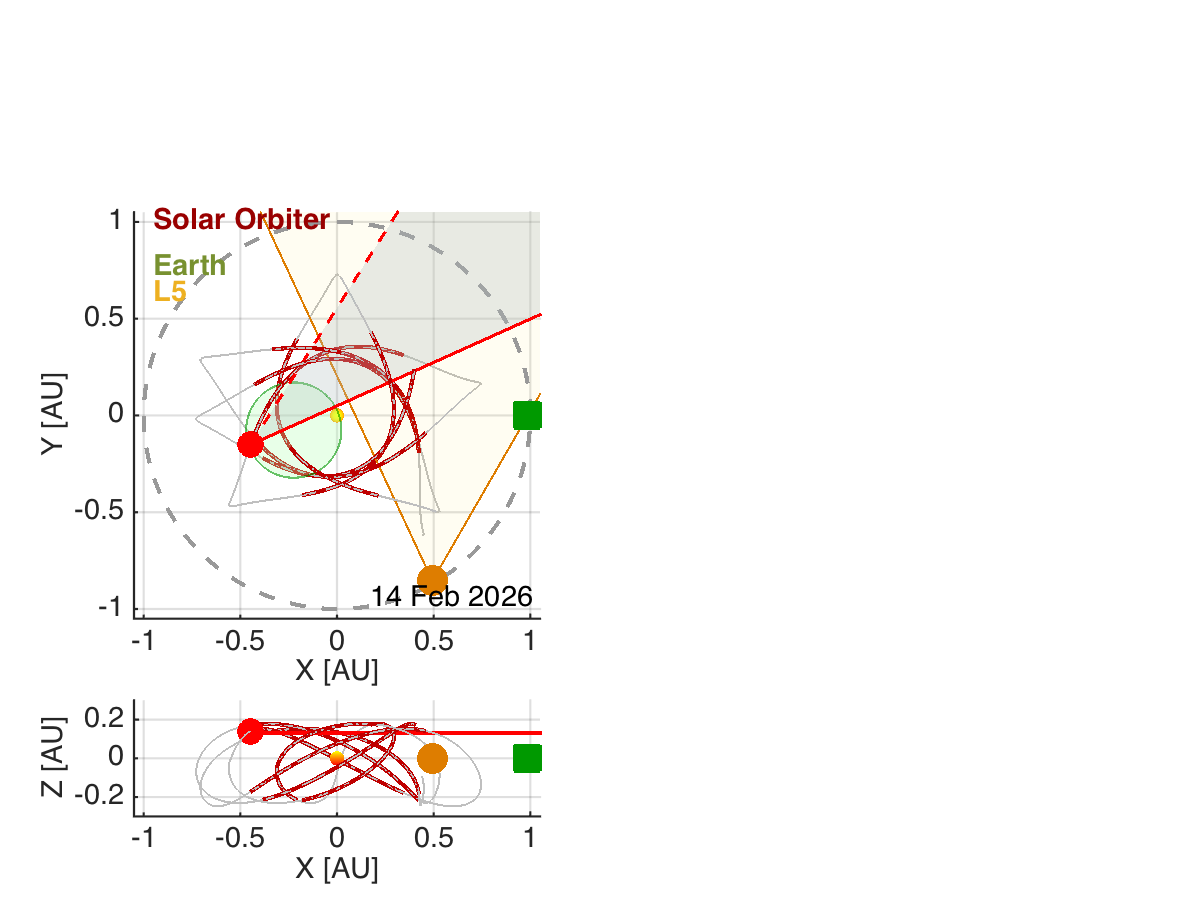 Solar Orbiter
Earth
L5
1
0.5
0
-0.5
-1
Y [AU]
14 Feb 2026
-1 -0.5 0 0.5 1
X [AU]
0.2
0
-0.2
Z [AU]
-1 -0.5 0 0.5 1
X [AU]